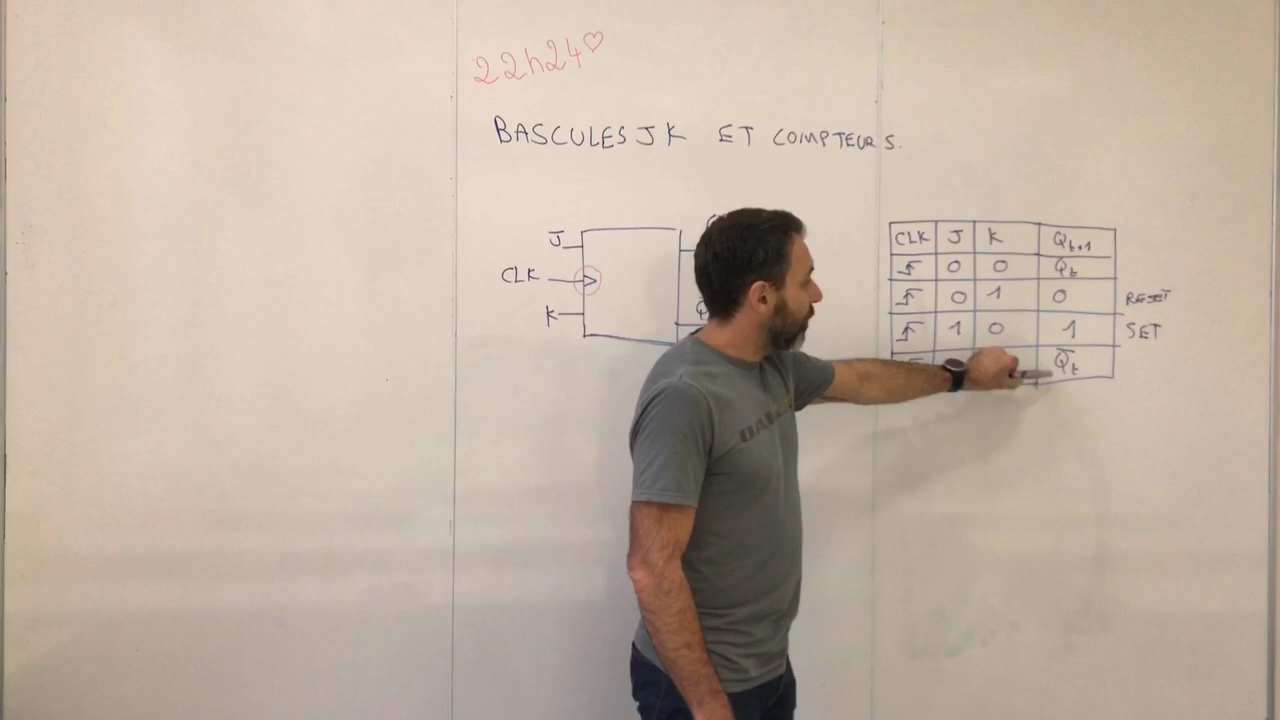 22h24♡
BASCULES JK ET COMPTEURS.
J
CLK
K
CLK J K Qt+1
0 0 Qt
0 1 0 RESET
1 0 1 SET
Q̅t